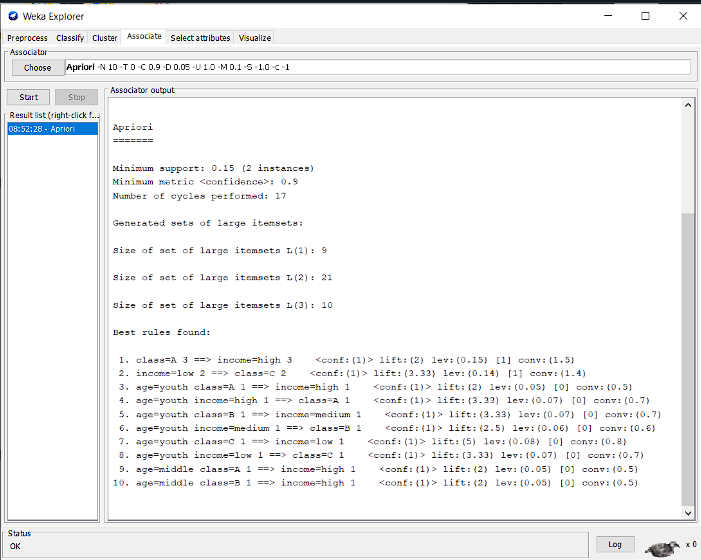 Weka Explorer
Preprocess Classify Cluster Associate Select attributes Visualize
Associator
Choose Apriori -N 10 -T 0 -C 0.9 -D 0.05 -U 1.0 -M 0.1 -S -1.0 -c -1
Start Stop
Result list (right-click f...
08:52:28 - Apriori
Associator output
Apriori
=======
Minimum support: 0.15 (2 instances)
Minimum metric <confidence>: 0.9
Number of cycles performed: 17
Generated sets of large itemsets:
Size of set of large itemsets L(1): 9
Size of set of large itemsets L(2): 21
Size of set of large itemsets L(3): 10
Best rules found:
1. class=A 3 ==> income=high 3 <conf:(1)> lift:(2) lev:(0.15) [1] conv:(1.5)
2. income=low 2 ==> class=C 2 <conf:(1)> lift:(3.33) lev:(0.14) [1] conv:(1.4)
3. age=youth class=A 1 ==> income=high 1 <conf:(1)> lift:(2) lev:(0.05) [0] conv:(0.5)
4. age=youth income=high 1 ==> class=A 1 <conf:(1)> lift:(3.33) lev:(0.07) [0] conv:(0.7)
5. age=youth class=B 1 ==> income=medium 1 <conf:(1)> lift:(3.33) lev:(0.07) [0] conv:(0.7)
6. age=youth income=medium 1 ==> class=B 1 <conf:(1)> lift:(2.5) lev:(0.06) [0] conv:(0.6)
7. age=youth class=C 1 ==> income=low 1 <conf:(1)> lift:(5) lev:(0.08) [0] conv:(0.8)
8. age=youth income=low 1 ==> class=C 1 <conf:(1)> lift:(3.33) lev:(0.07) [0] conv:(0.7)
9. age=middle class=A 1 ==> income=high 1 <conf:(1)> lift:(2) lev:(0.05) [0] conv:(0.5)
10. age=middle class=B 1 ==> income=high 1 <conf:(1)> lift:(2) lev:(0.05) [0] conv:(0.5)
Status
OK
Log
x 0